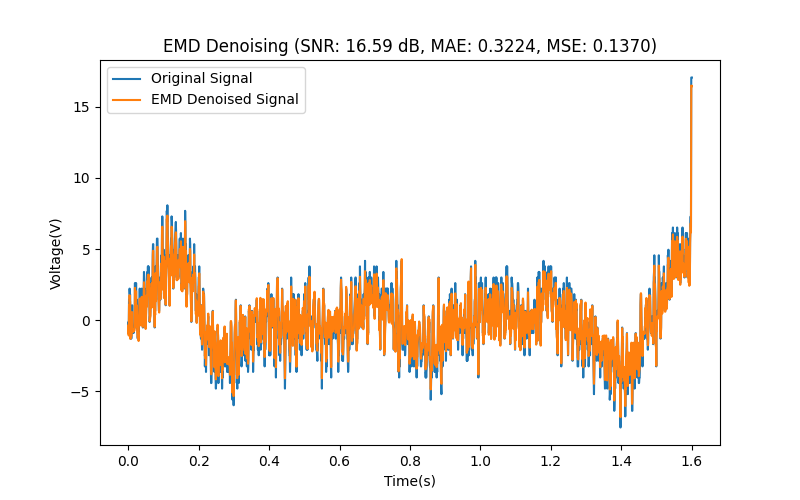 EMD Denoising (SNR: 16.59 dB, MAE: 0.3224, MSE: 0.1370)
Original Signal
EMD Denoised Signal
Voltage(V)
15
10
5
0
−5
0.0 0.2 0.4 0.6 0.8 1.0 1.2 1.4 1.6
Time(s)